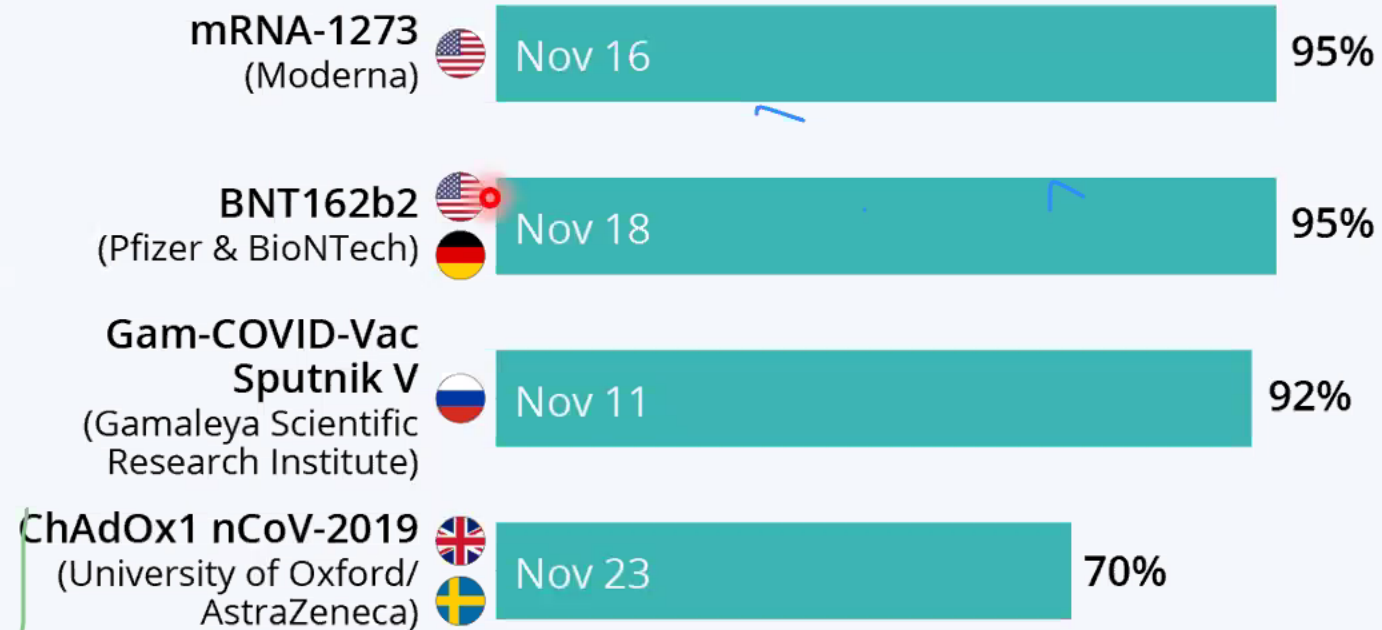 mRNA-1273
(Moderna)
Nov 16
95%
BNT162b2
(Pfizer & BioNTech)
Nov 18
95%
Gam-COVID-Vac
Sputnik V
(Gamaleya Scientific
Research Institute)
Nov 11
92%
ChAdOx1 nCoV-2019
(University of Oxford/
AstraZeneca)
Nov 23
70%